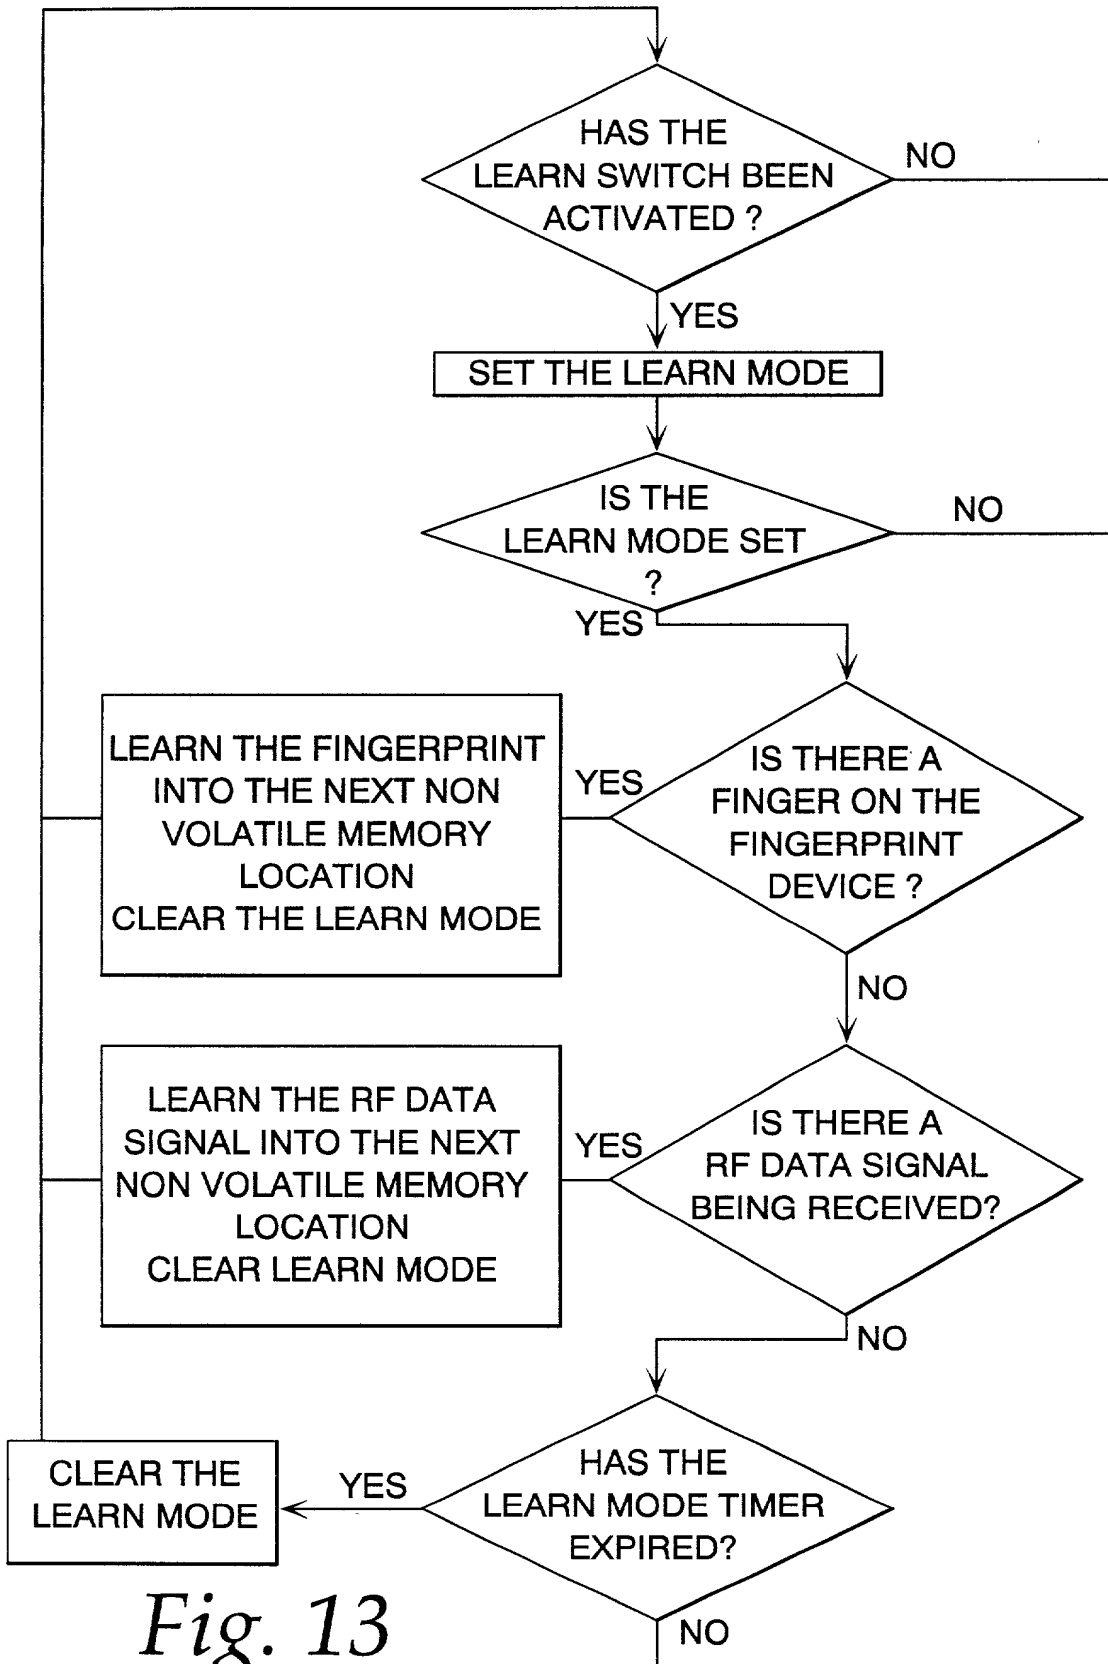 HAS THE
LEARN SWITCH BEEN
ACTIVATED ?
NO
YES
SET THE LEARN MODE
IS THE
LEARN MODE SET
?
NO
YES
LEARN THE FINGERPRINT
INTO THE NEXT NON
VOLATILE MEMORY
LOCATION
CLEAR THE LEARN MODE
YES
IS THERE A
FINGER ON THE
FINGERPRINT
DEVICE ?
NO
LEARN THE RF DATA
SIGNAL INTO THE NEXT
NON VOLATILE MEMORY
LOCATION
CLEAR LEARN MODE
YES
IS THERE A
RF DATA SIGNAL
BEING RECEIVED?
NO
CLEAR THE
LEARN MODE
YES
HAS THE
LEARN MODE TIMER
EXPIRED?
NO
Fig. 13